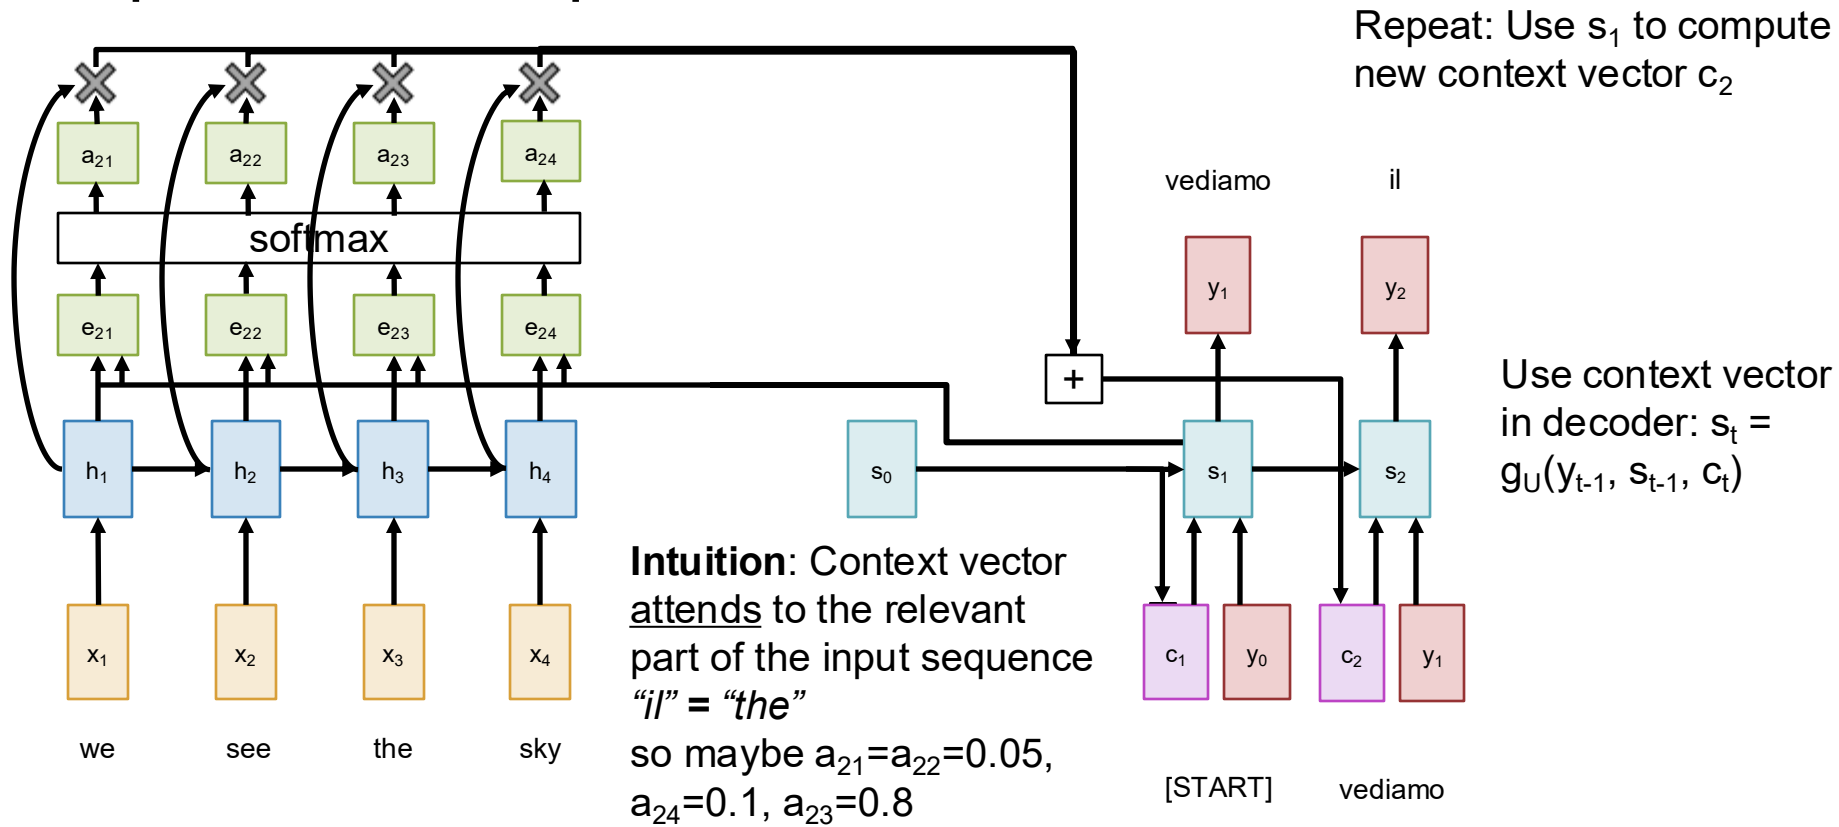 Repeat: Use s₁ to compute
new context vector c₂
a₂₁ a₂₂ a₂₃ a₂₄
vediamo il
softmax
y₁ y₂
e₂₁ e₂₂ e₂₃ e₂₄
+
Use context vector
in decoder: sₜ =
g_U(yₜ₋₁, sₜ₋₁, cₜ)
h₁ h₂ h₃ h₄ s₀ s₁ s₂
Intuition: Context vector
attends to the relevant
part of the input sequence
“il” = “the”
so maybe a₂₁=a₂₂=0.05,
a₂₄=0.1, a₂₃=0.8
x₁ x₂ x₃ x₄
c₁ y₀ c₂ y₁
we see the sky
[START] vediamo